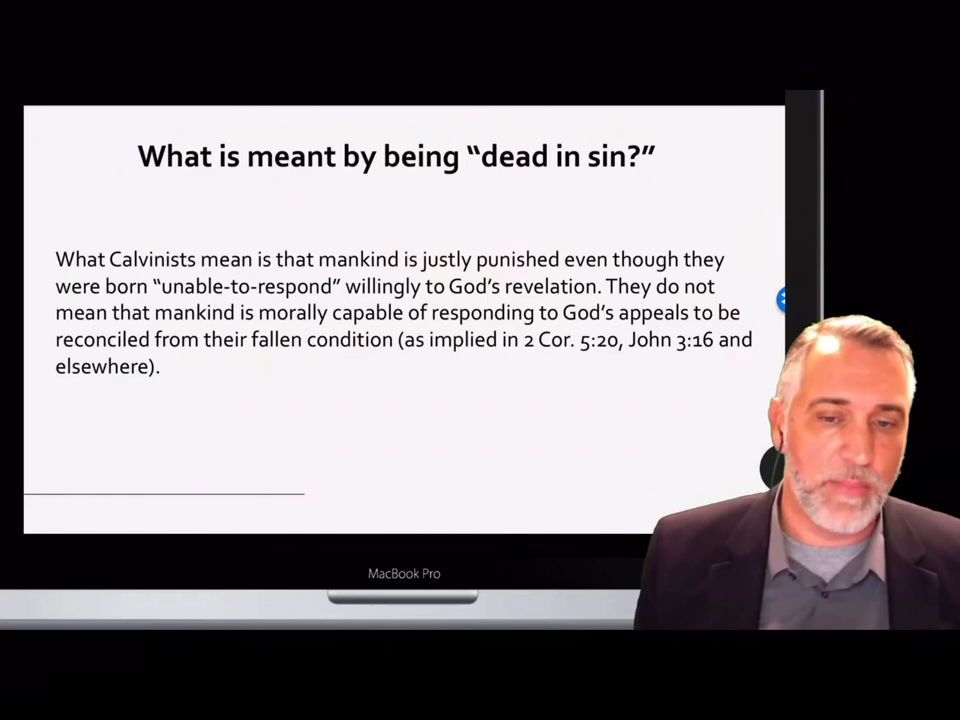 What is meant by being “dead in sin?”
What Calvinists mean is that mankind is justly punished even though they
were born “unable-to-respond” willingly to God’s revelation. They do not
mean that mankind is morally capable of responding to God’s appeals to be
reconciled from their fallen condition (as implied in 2 Cor. 5:20, John 3:16 and
elsewhere).
MacBook Pro